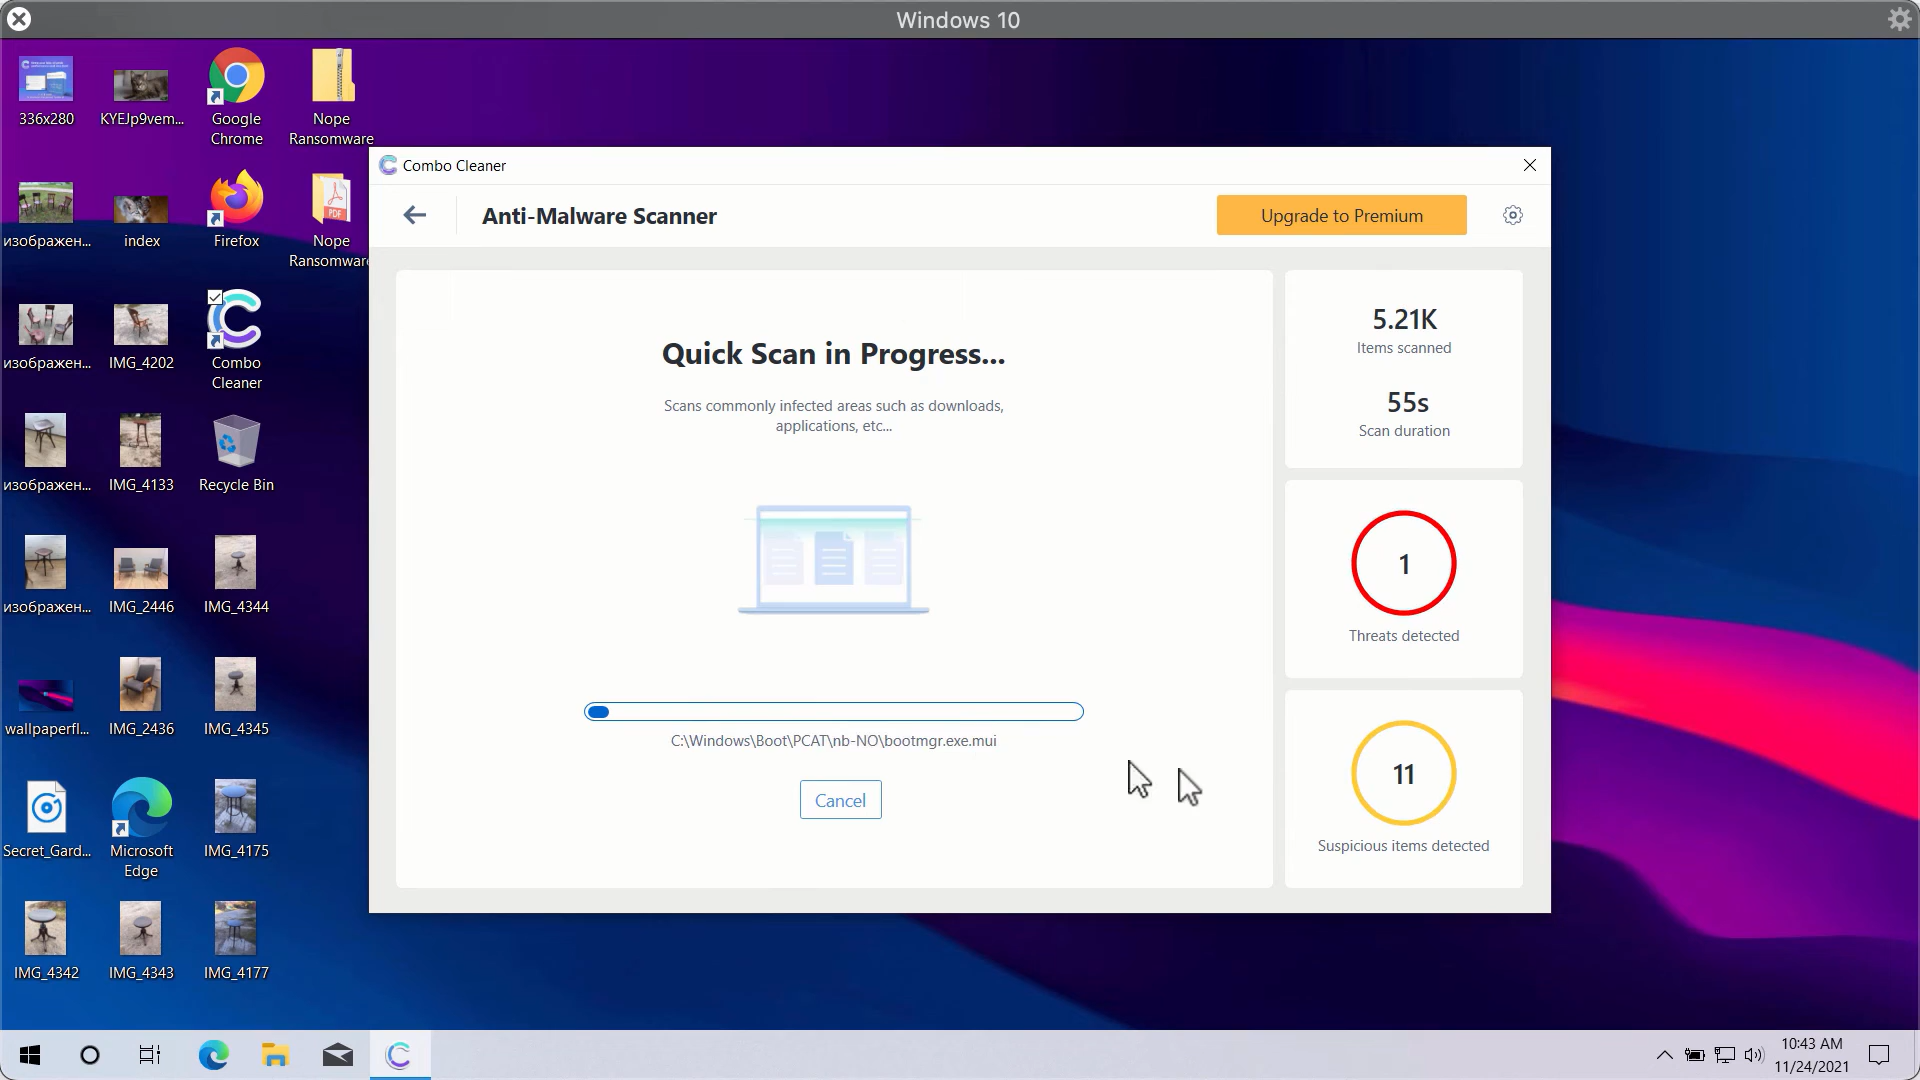 Windows 10
336x280
KYEJp9vem...
Google
Chrome
Nope
Ransomware
изображен...
index
Firefox
PDF
Nope
Ransomware
изображен...
IMG_4202
Combo
Cleaner
изображен...
IMG_4133
Recycle Bin
изображен...
IMG_2446
IMG_4344
wallpaperfl...
IMG_2436
IMG_4345
Secret_Gard...
Microsoft
Edge
IMG_4175
IMG_4342
IMG_4343
IMG_4177
Combo Cleaner
Anti-Malware Scanner
Upgrade to Premium
Quick Scan in Progress...
Scans commonly infected areas such as downloads,
applications, etc...
C:\Windows\Boot\PCAT\nb-NO\bootmgr.exe.mui
Cancel
5.21K
Items scanned
55s
Scan duration
1
Threats detected
11
Suspicious items detected
10:43 AM
11/24/2021